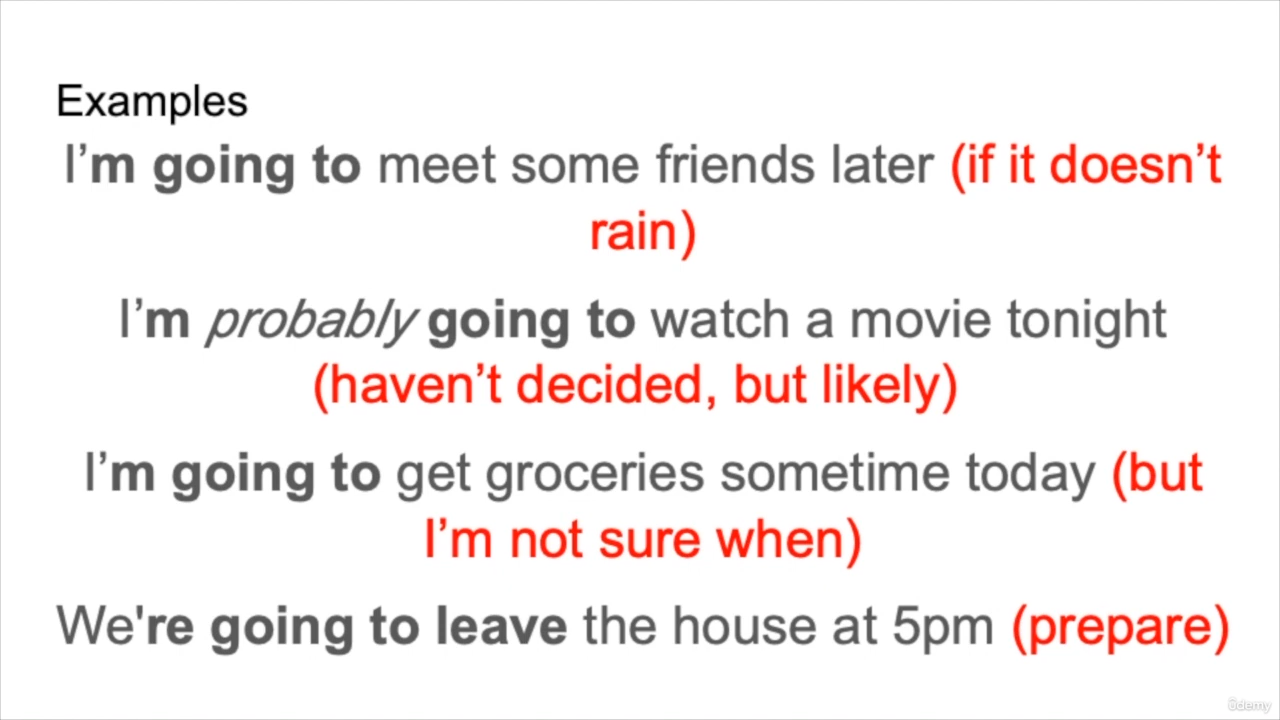 Examples
I’m going to meet some friends later (if it doesn’t
rain)
I’m probably going to watch a movie tonight
(haven’t decided, but likely)
I’m going to get groceries sometime today (but
I’m not sure when)
We're going to leave the house at 5pm (prepare)
ûdemy